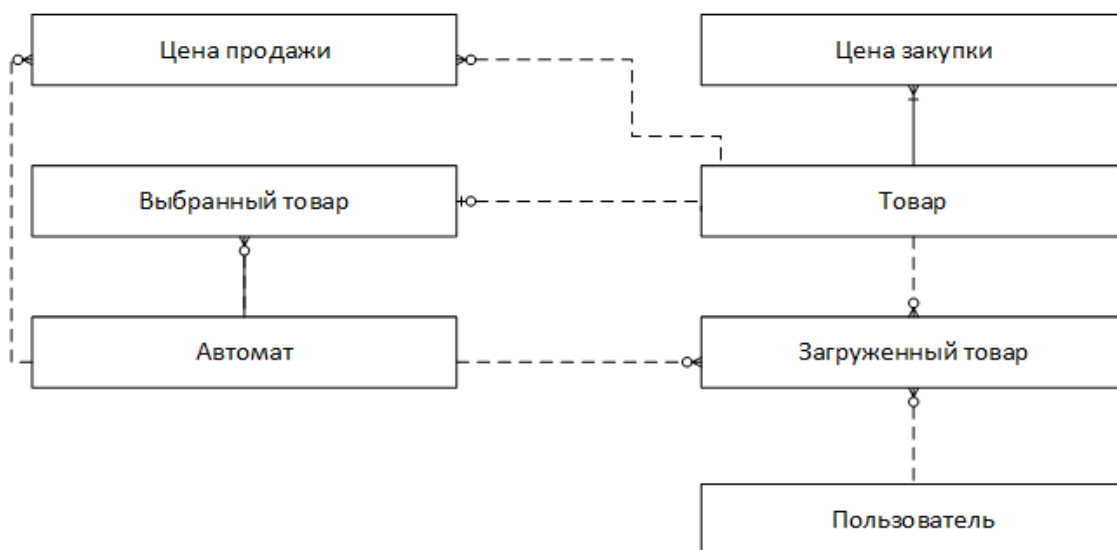 Цена продажи
Цена закупки
Выбранный товар
Товар
Автомат
Загруженный товар
Пользователь